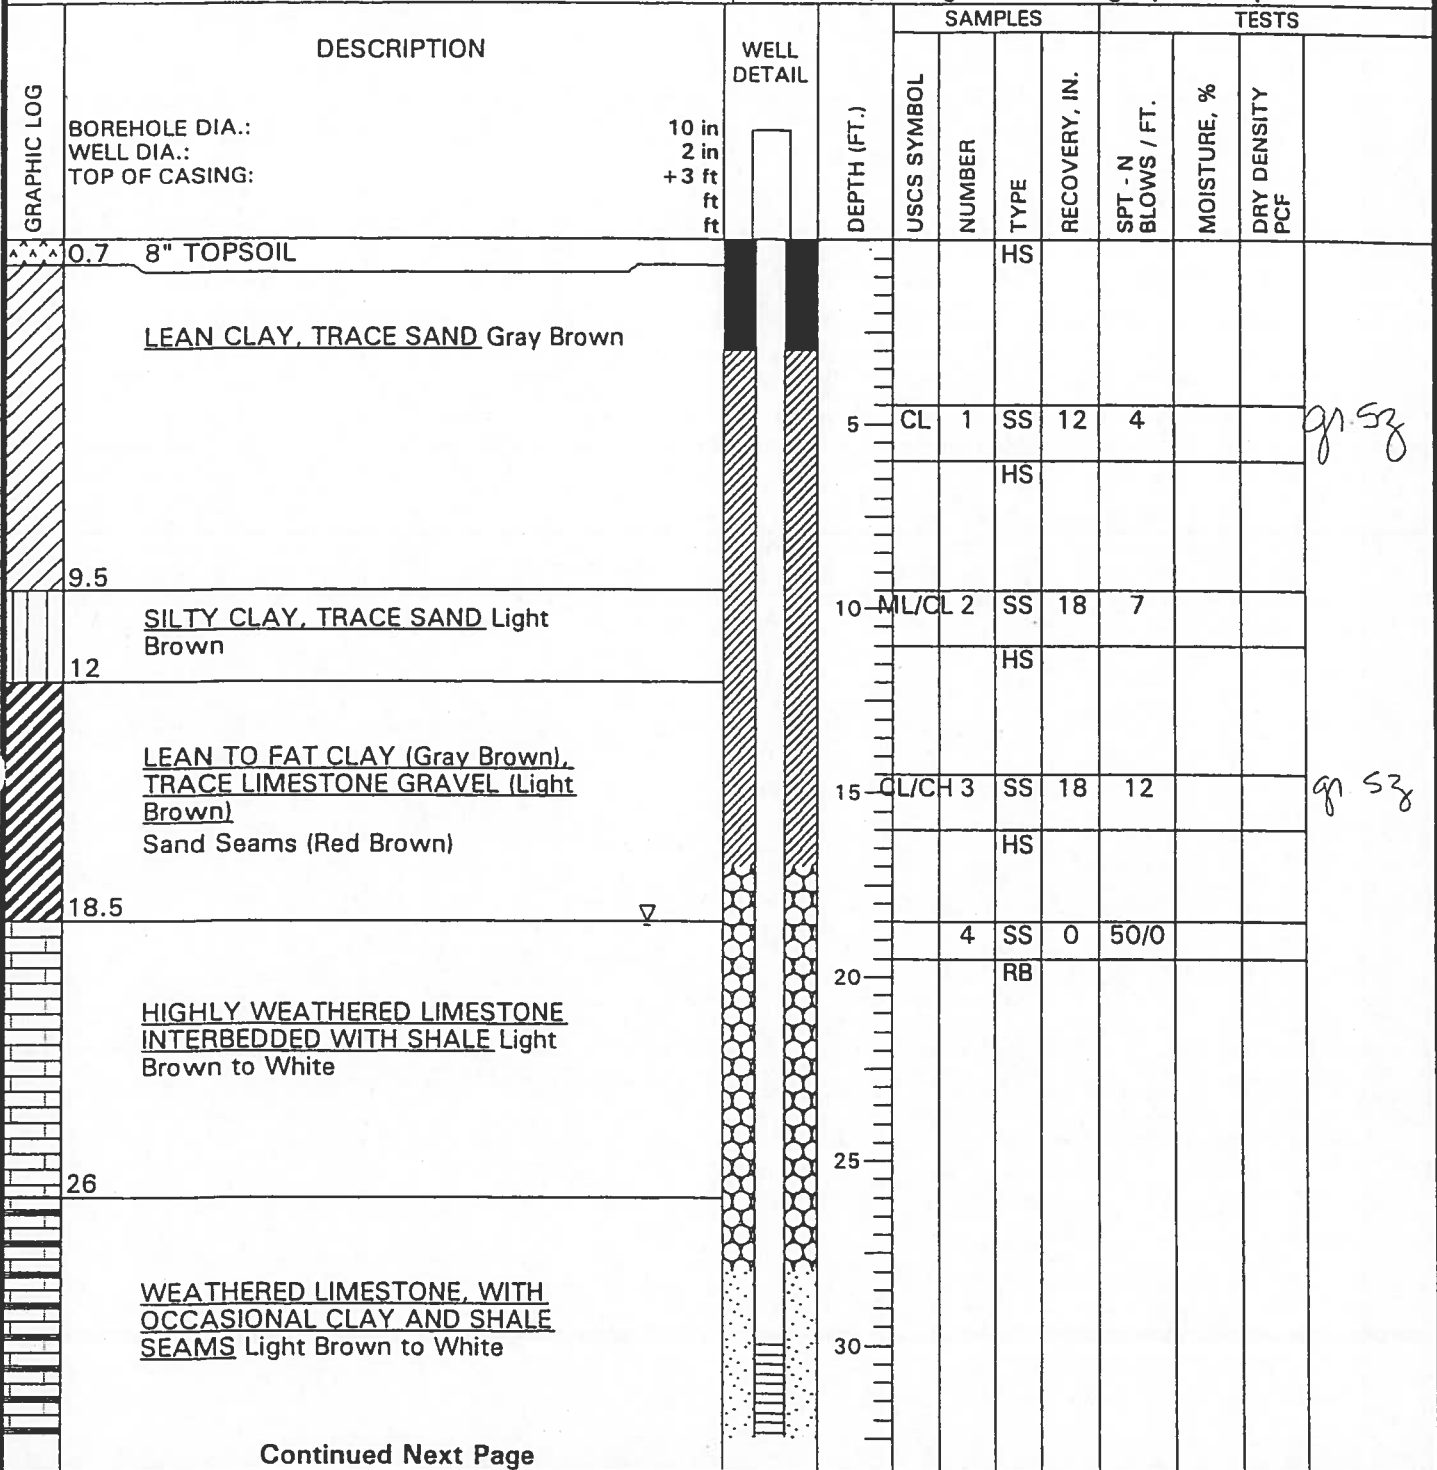 SAMPLES
TESTS
DESCRIPTION
WELL
DETAIL
GRAPHIC LOG
DEPTH (FT.)
USCS SYMBOL
NUMBER
TYPE
RECOVERY, IN.
SPT - N
BLOWS / FT.
MOISTURE, %
DRY DENSITY
PCF
BOREHOLE DIA.: 10 in
WELL DIA.: 2 in
TOP OF CASING: +3 ft
ft
ft
0.7 8" TOPSOIL
HS
LEAN CLAY, TRACE SAND Gray Brown
5 CL 1 SS 12 4 gr. sz
HS
9.5
10 ML/CL 2 SS 18 7
SILTY CLAY, TRACE SAND Light
Brown
HS
12
LEAN TO FAT CLAY (Gray Brown),
TRACE LIMESTONE GRAVEL (Light
Brown)
Sand Seams (Red Brown)
15 CL/CH 3 SS 18 12 gr. sz
HS
18.5
4 SS 0 50/0
20 RB
HIGHLY WEATHERED LIMESTONE
INTERBEDDED WITH SHALE Light
Brown to White
25
26
WEATHERED LIMESTONE, WITH
OCCASIONAL CLAY AND SHALE
SEAMS Light Brown to White
30
Continued Next Page